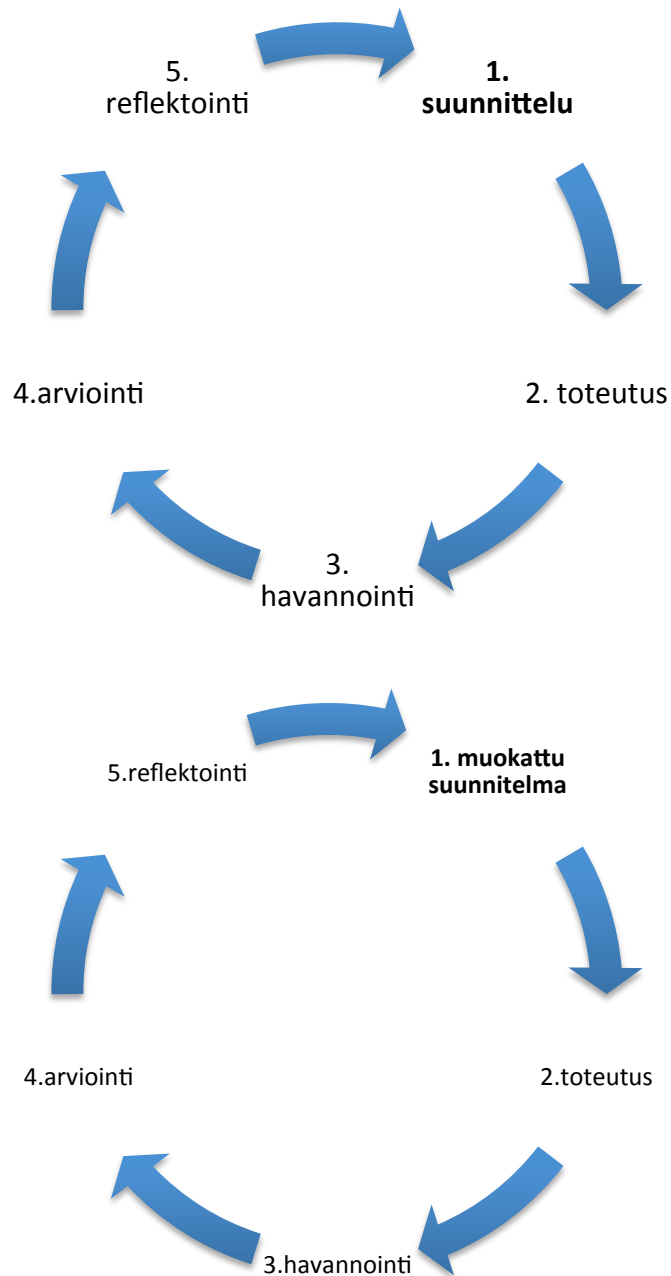 5.
reflektointi
1.
suunnittelu
2. toteutus
3.
havannointi
4.arviointi
5.reflektointi
1. muokattu
suunnitelma
2.toteutus
3.havannointi
4.arviointi